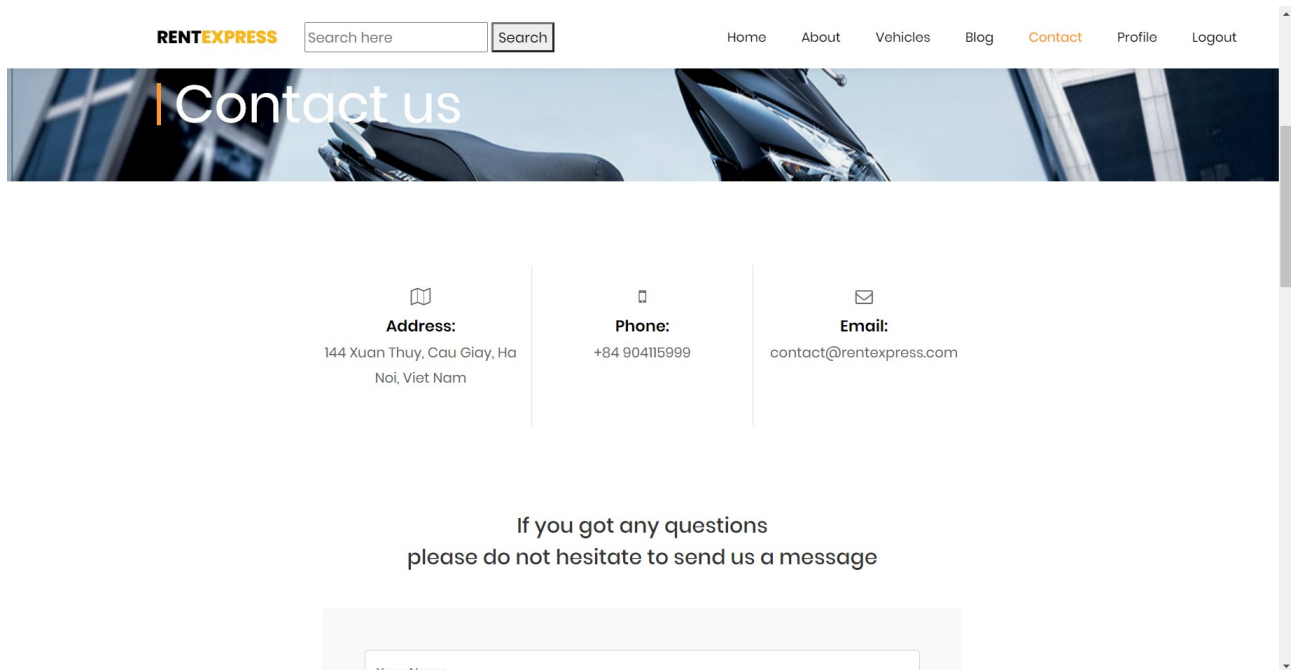 RENTEXPRESS
Search here
Search
Home
About
Vehicles
Blog
Contact
Profile
Logout
Contact us
Address:
144 Xuan Thuy, Cau Giay, Ha
Noi, Viet Nam
Phone:
+84 904115999
Email:
contact@rentexpress.com
If you got any questions
please do not hesitate to send us a message